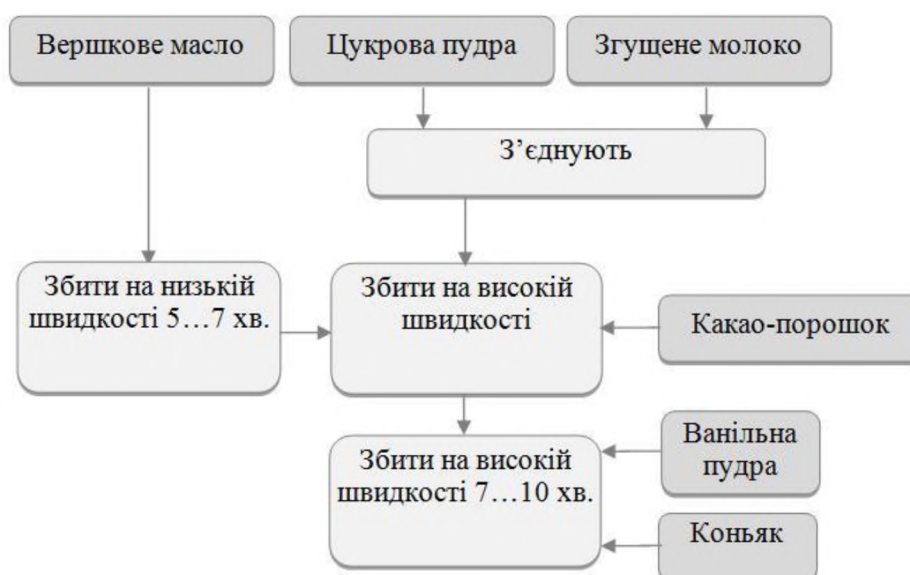 Вершкове масло
Цукрова пудра
Згущене молоко
З’єднують
Збити на низькій
швидкості 5…7 хв.
Збити на високій
швидкості
Какао-порошок
Збити на високій
швидкості 7…10 хв.
Ванільна
пудра
Коньяк